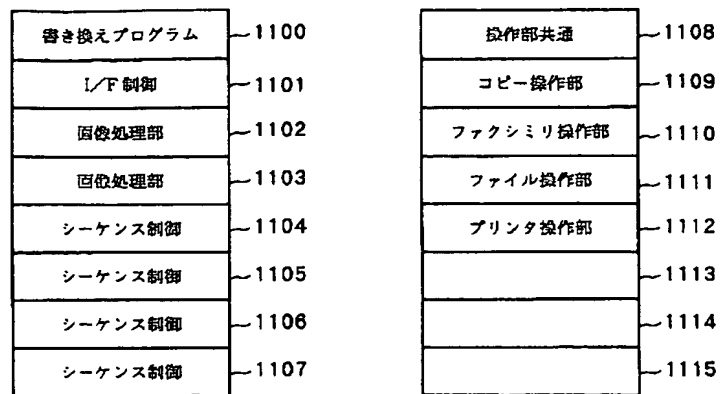 書き換えプログラム 1100
I/F制御 1101
画像処理部 1102
画像処理部 1103
シーケンス制御 1104
シーケンス制御 1105
シーケンス制御 1106
シーケンス制御 1107
操作部共通 1108
コピー操作部 1109
ファクシミリ操作部 1110
ファイル操作部 1111
プリンタ操作部 1112
1113
1114
1115